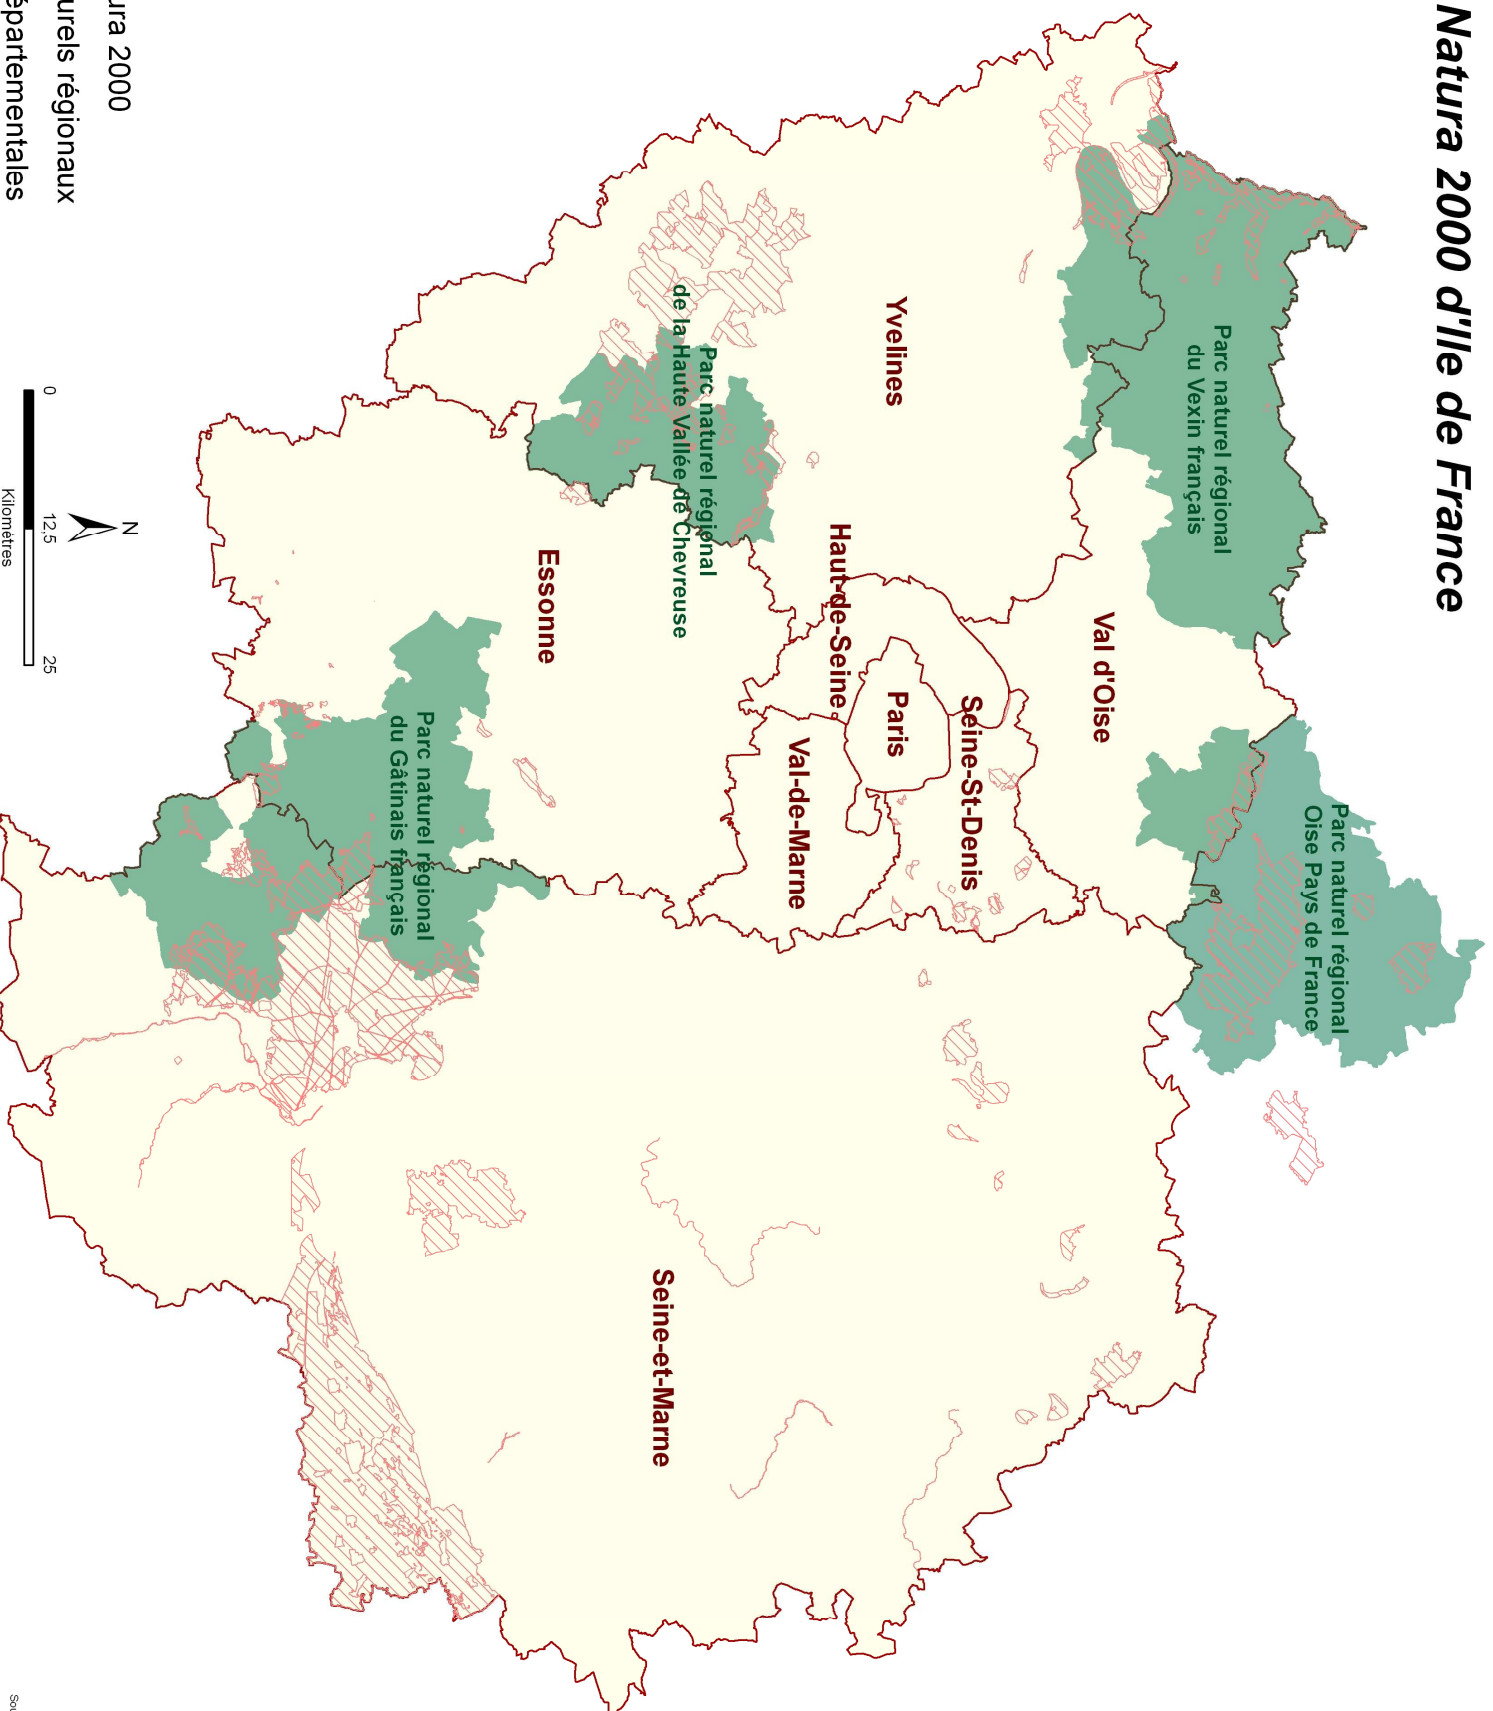 Natura 2000 d'Ile de France
Parc naturel régional
du Vexin français
Parc naturel régional
Oise Pays de France
Val d'Oise
Yvelines
Haut-de-Seine
Paris
Seine-St-Denis
Val-de-Marne
Parc naturel régional
de la Haute Vallée de Chevreuse
Essonne
Seine-et-Marne
Parc naturel régional
du Gâtinais français
ura 2000
urels régionaux
épartementales
N
0 12,5 25
Kilomètres
Sou